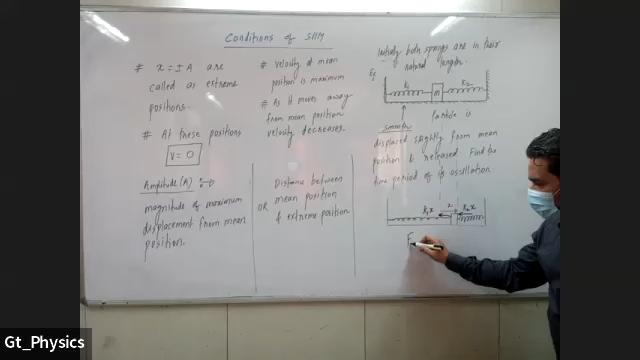 Conditions of SHM
# x = ± A are
called as extreme
positions.
# At these positions
V = 0
Amplitude (A)
magnitude of maximum
displacement from mean
position.
# Velocity at mean
position is maximum
# As it moves away
from mean position
velocity decreases.
OR
Distance between
mean position
& extreme position
Initially both springs are in their
natural length.
Ex
K1
m
K2
smooth
Particle is
displaced slightly from mean
position & released. Find the
time period of its oscillation.
K1x
x
K2x
F
Gt_Physics